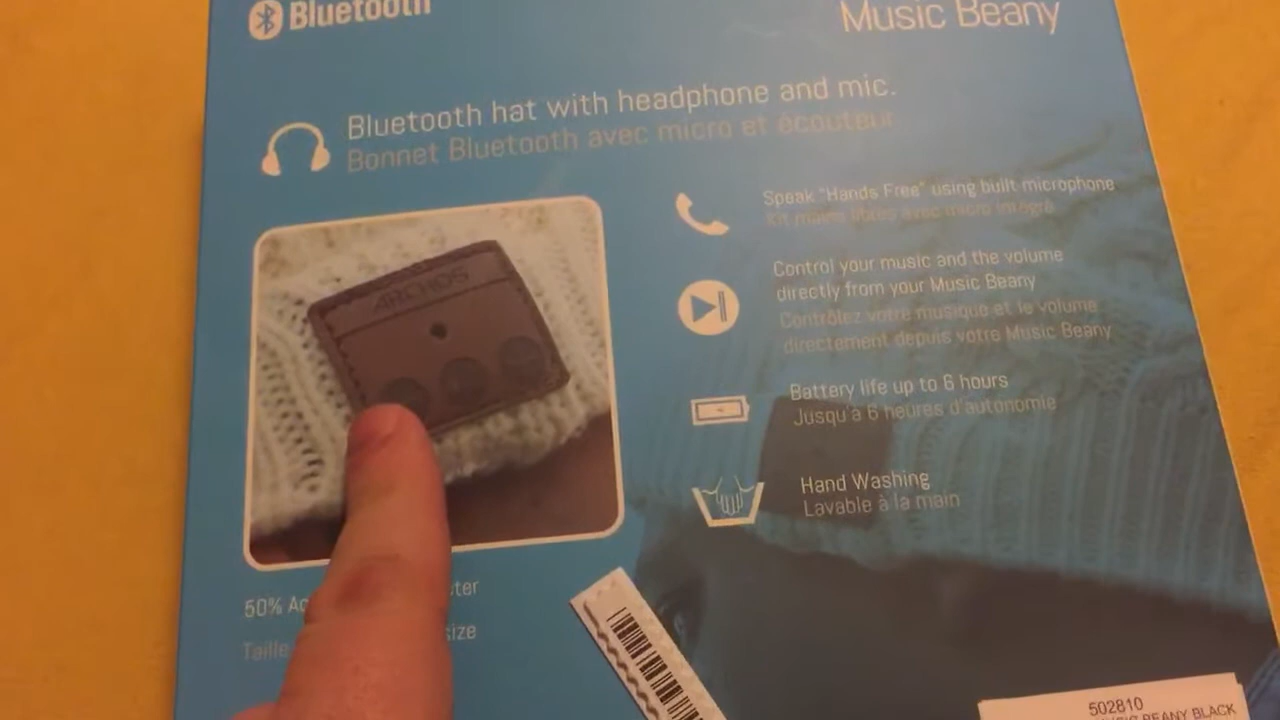 Bluetooth
Music Beany
Bluetooth hat with headphone and mic.
Bonnet Bluetooth avec micro et écouteur
Speak "Hands Free" using built microphone
Kit mains libres avec micro intégré
Control your music and the volume
directly from your Music Beany
Contrôlez votre musique et le volume
directement depuis votre Music Beany
ARCHOS
Battery life up to 6 hours
Jusqu'à 6 heures d'autonomie
Hand Washing
Lavable à la main
50%
Taille
502810
BEANY BLACK